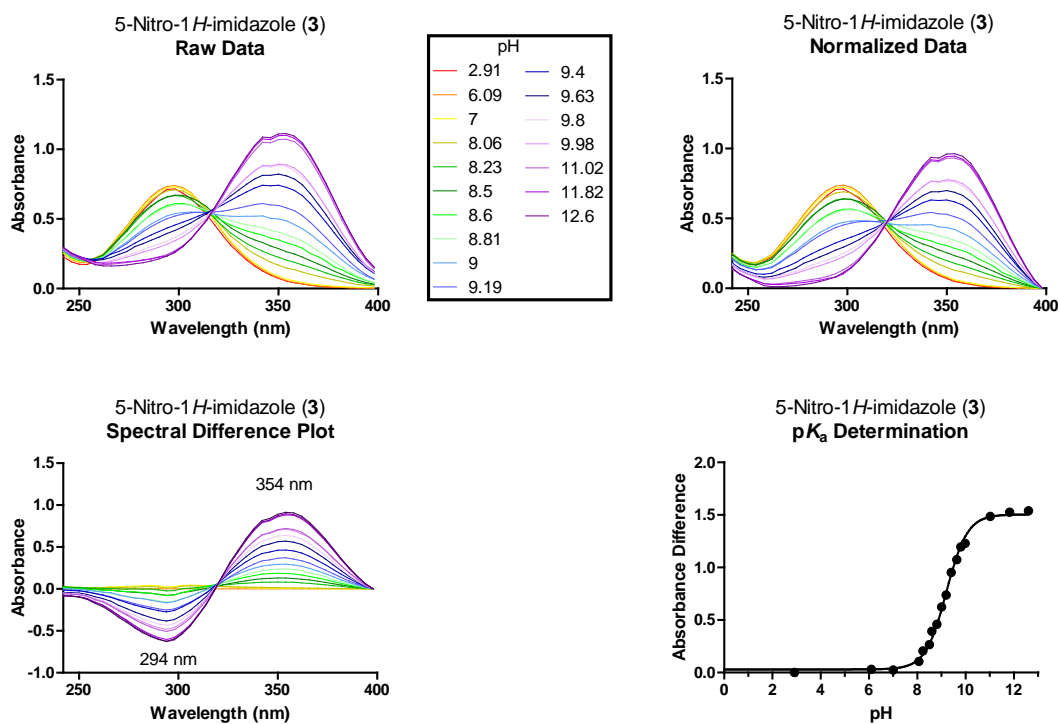 5-Nitro-1H-imidazole (3)
Raw Data
1.5
1.0
0.5
0.0
250
300
350
400
Absorbance
Wavelength (nm)
pH
2.91
6.09
7
8.06
8.23
8.5
8.6
8.81
9
9.19
9.4
9.63
9.8
9.98
11.02
11.82
12.6
5-Nitro-1H-imidazole (3)
Normalized Data
1.5
1.0
0.5
0.0
250
300
350
400
Absorbance
Wavelength (nm)
5-Nitro-1H-imidazole (3)
Spectral Difference Plot
354 nm
294 nm
1.5
1.0
0.5
0.0
-0.5
-1.0
250
300
350
400
Absorbance
Wavelength (nm)
5-Nitro-1H-imidazole (3)
pKa Determination
2.0
1.5
1.0
0.5
0.0
0
2
4
6
8
10
12
Absorbance Difference
pH